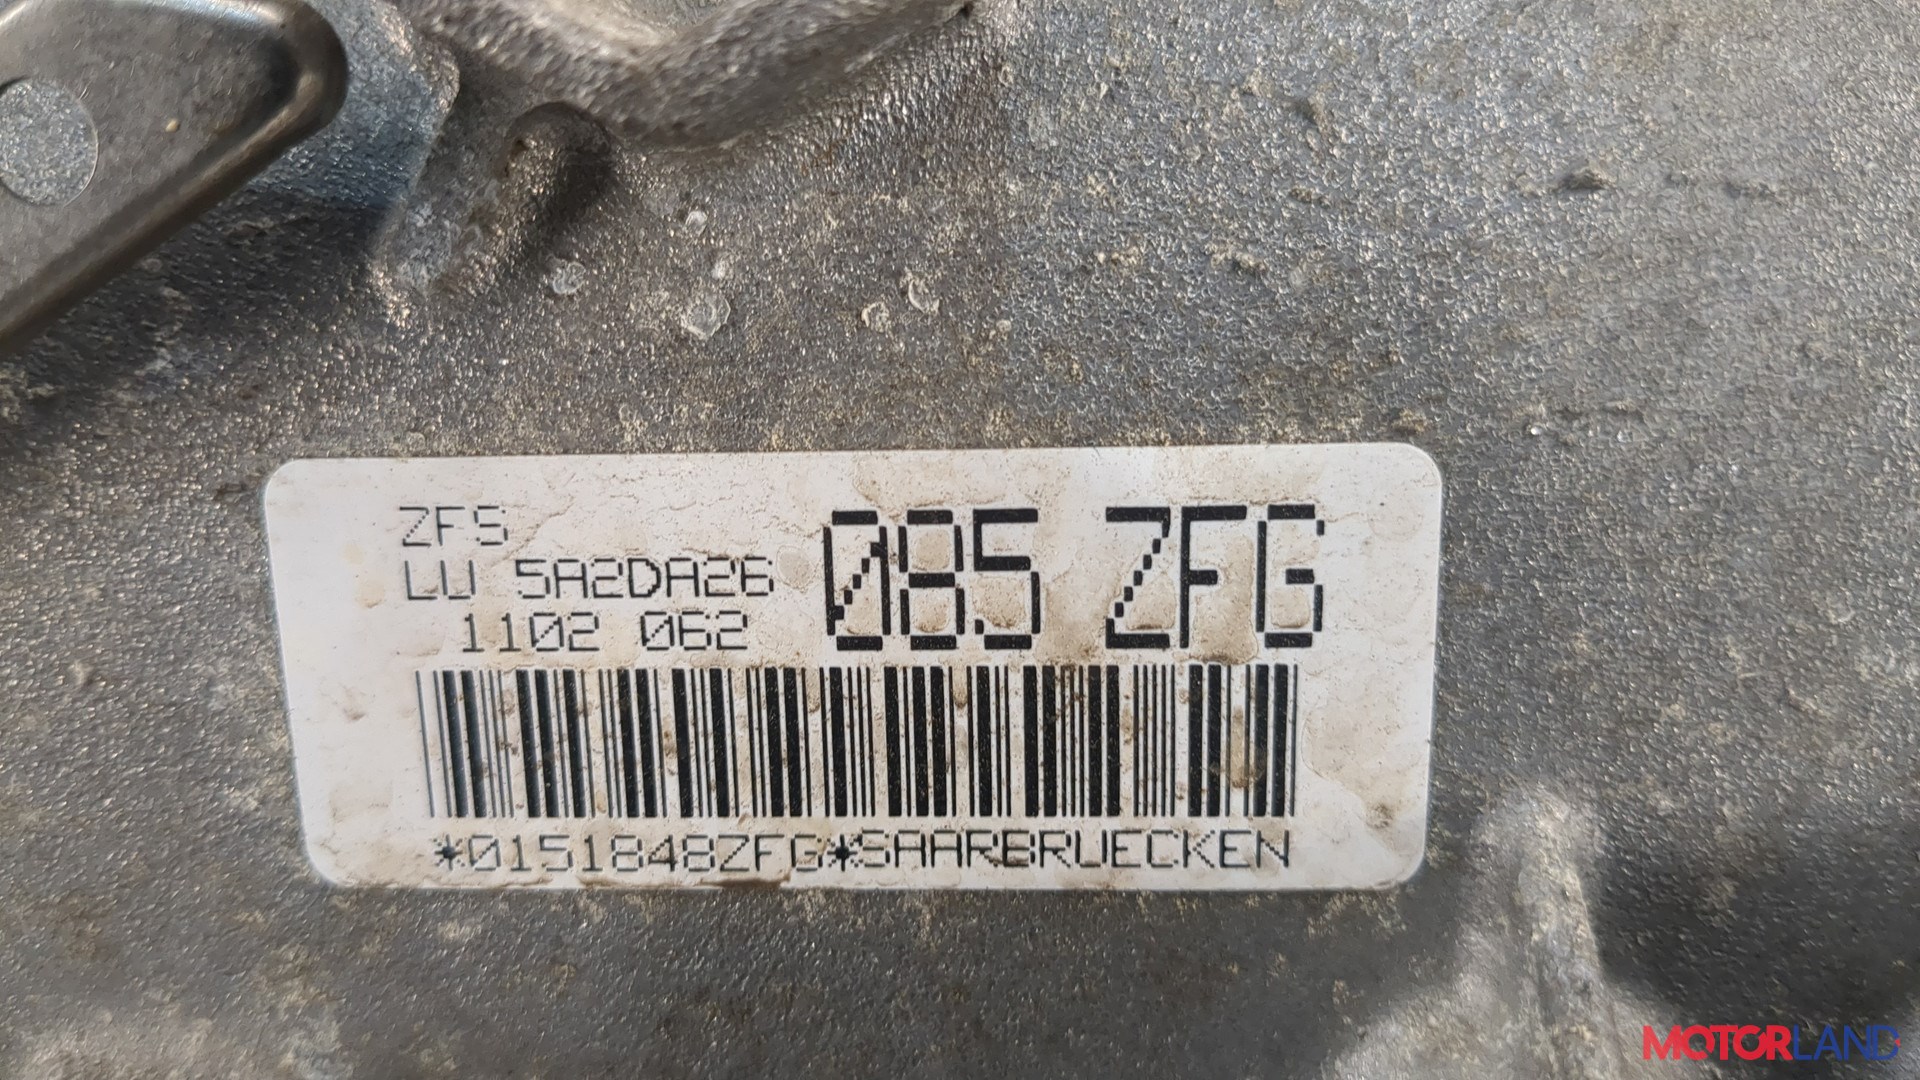 ZFS
LU 5A2DA26
1102 062
085 ZFG
*0151848ZFG*SAARBRUECKEN
MOTORLAND